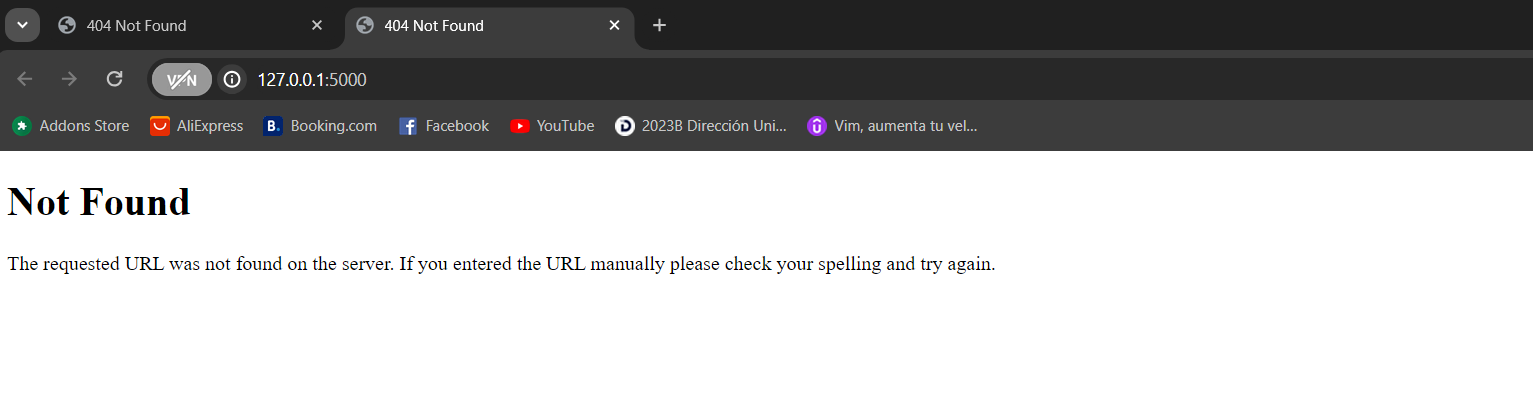 404 Not Found
404 Not Found
VPN
127.0.0.1:5000
Addons Store
AliExpress
B. Booking.com
Facebook
YouTube
2023B Dirección Uni...
Vim, aumenta tu vel...
Not Found
The requested URL was not found on the server. If you entered the URL manually please check your spelling and try again.